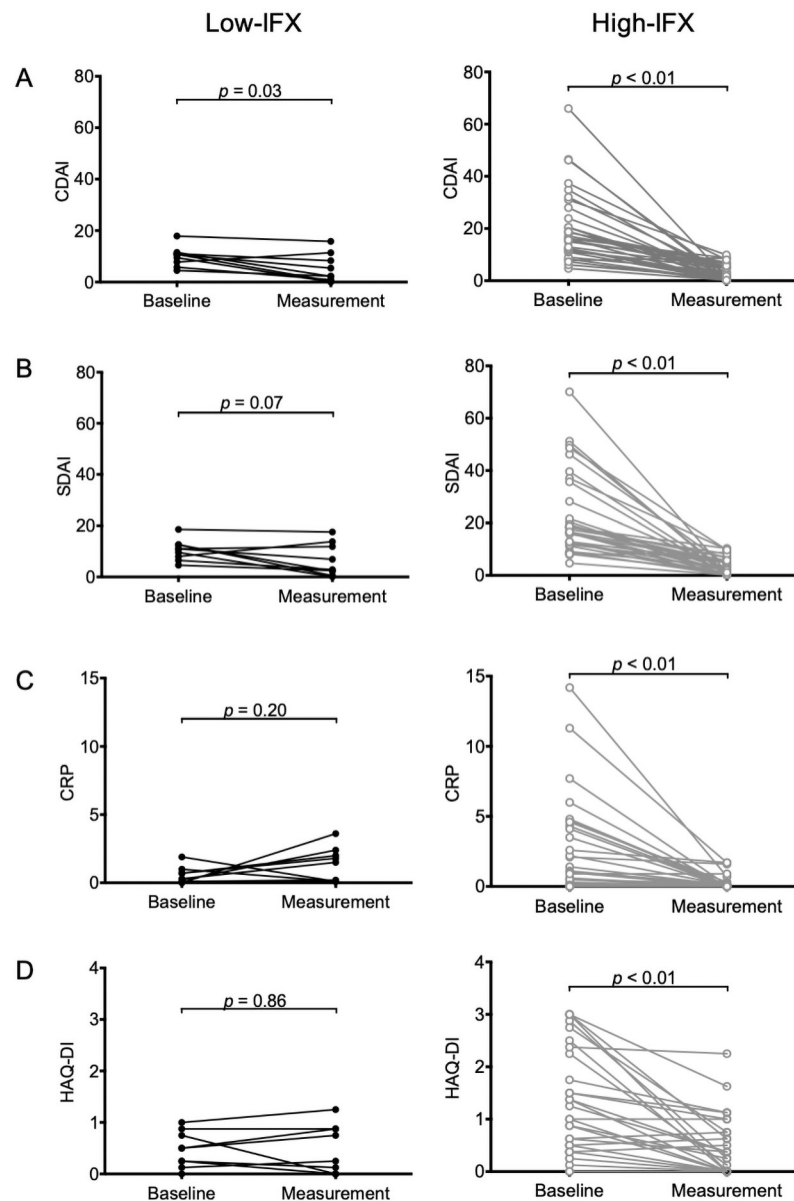 Low-IFX High-IFX
A
80 60 40 20 0
CDAI
p = 0.03
Baseline Measurement
80 60 40 20 0
CDAI
p < 0.01
Baseline Measurement
B
80 60 40 20 0
SDAI
p = 0.07
Baseline Measurement
80 60 40 20 0
SDAI
p < 0.01
Baseline Measurement
C
15 10 5 0
CRP
p = 0.20
Baseline Measurement
15 10 5 0
CRP
p < 0.01
Baseline Measurement
D
4 3 2 1 0
HAQ-DI
p = 0.86
Baseline Measurement
4 3 2 1 0
HAQ-DI
p < 0.01
Baseline Measurement